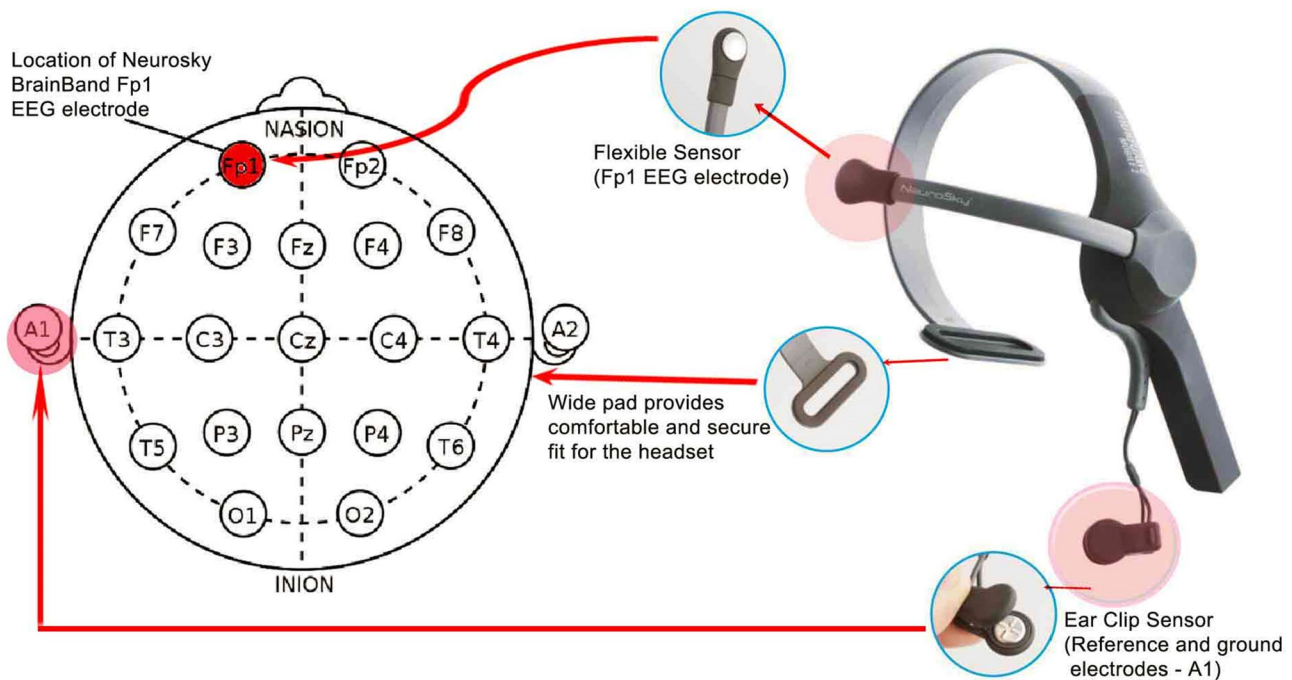 Location of Neurosky
BrainBand Fp1
EEG electrode
NASION
Fp1
Fp2
F7
F3
Fz
F4
F8
A1
T3
C3
Cz
C4
T4
A2
T5
P3
Pz
P4
T6
O1
O2
INION
Flexible Sensor
(Fp1 EEG electrode)
NeuroSky
Wide pad provides
comfortable and secure
fit for the headset
Ear Clip Sensor
(Reference and ground
electrodes - A1)